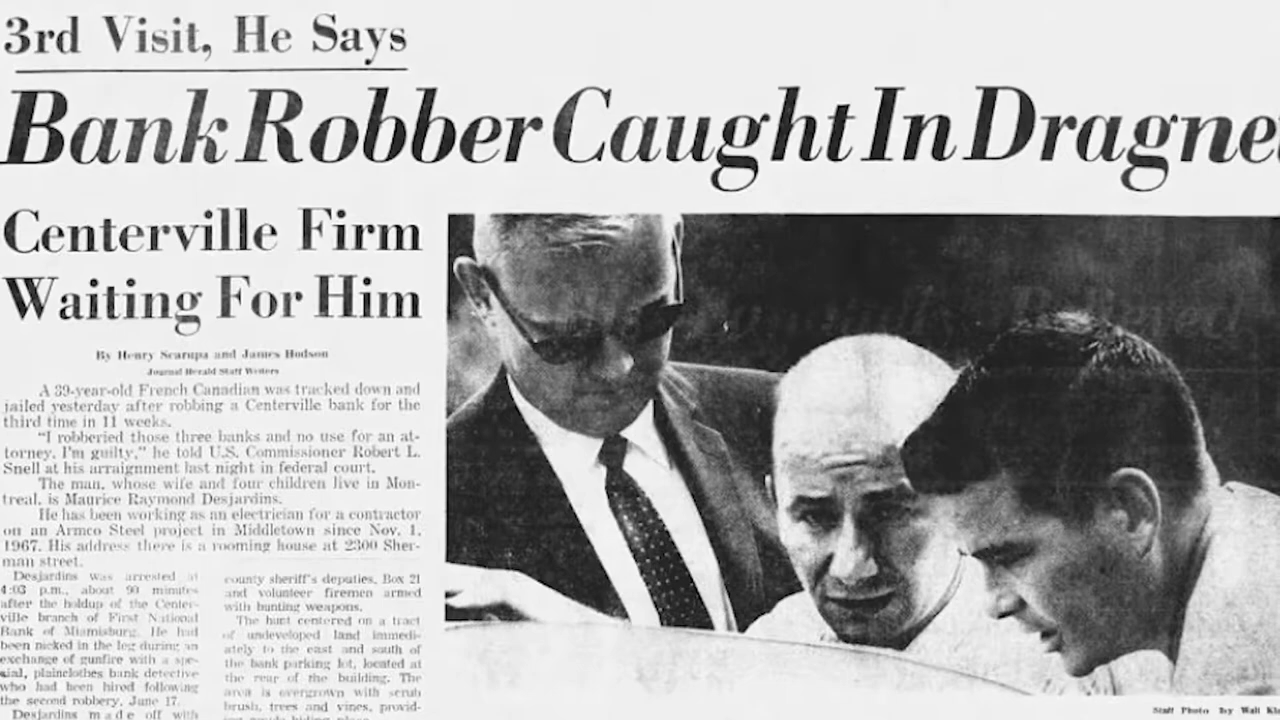 3rd Visit, He Says
Bank Robber Caught In Dragne
Centerville Firm
Waiting For Him
By Henry Scarupa and James Hodson
Journal Herald Staff Writers
A 39-year-old French Canadian was tracked down and
jailed yesterday after robbing a Centerville bank for the
third time in 11 weeks.
"I robberied those three banks and no use for an at-
torney, I'm guilty," he told U.S. Commissioner Robert L.
Snell at his arraignment last night in federal court.
The man, whose wife and four children live in Mon-
treal, is Maurice Raymond Desjardins.
He has been working as an electrician for a contractor
on an Armco Steel project in Middletown since Nov. 1,
1967. His address there is a rooming house at 2300 Sher-
man street.
Desjardins was arrested at
4:03 p.m., about 90 minutes
after the holdup of the Center-
ville branch of First National
Bank of Miamisburg. He had
been nicked in the leg during an
exchange of gunfire with a spe-
cial, plainclothes bank detective
who had been hired following
the second robbery, June 17.
Desjardins made off with
county sheriff's deputies, Box 21
and volunteer firemen armed
with hunting weapons.
The hunt centered on a tract
of undeveloped land immedi-
ately to the east and south of
the bank parking lot, located at
the rear of the building. The
area is overgrown with scrub
brush, trees and vines, provid-
Staff Photo by Walt